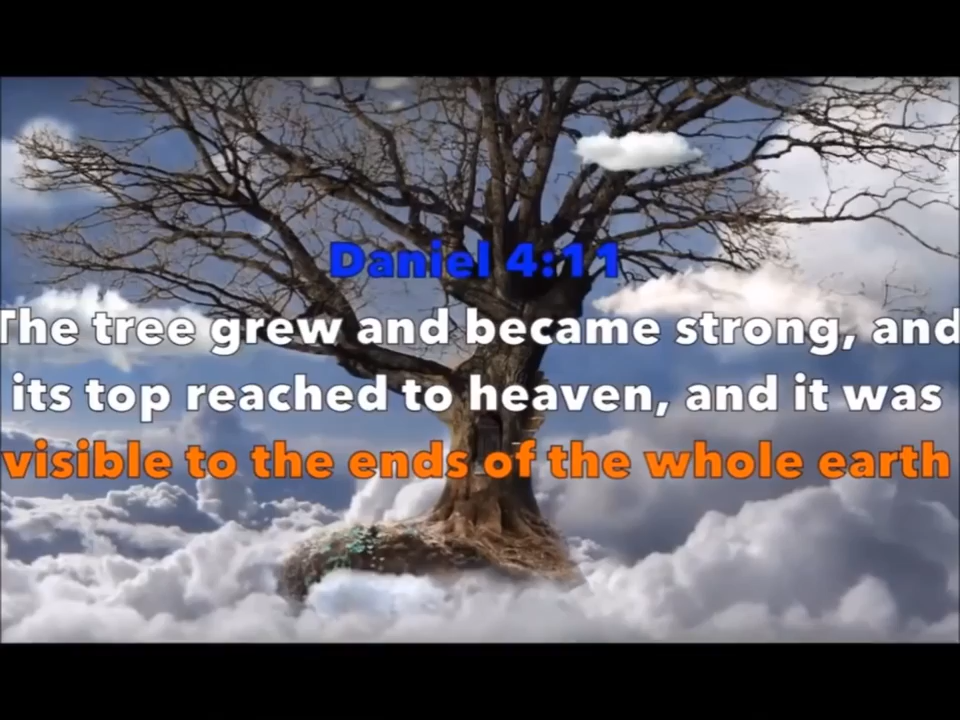 Daniel 4:11
The tree grew and became strong, and
its top reached to heaven, and it was
visible to the ends of the whole earth